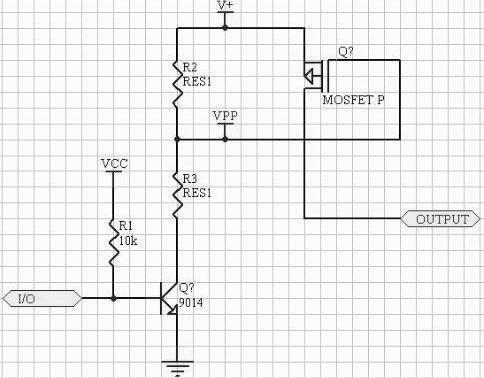 V+
Q?
R2
RES1
MOSFET P
VPP
VCC
R3
RES1
OUTPUT
R1
10k
Q?
I/O
9014